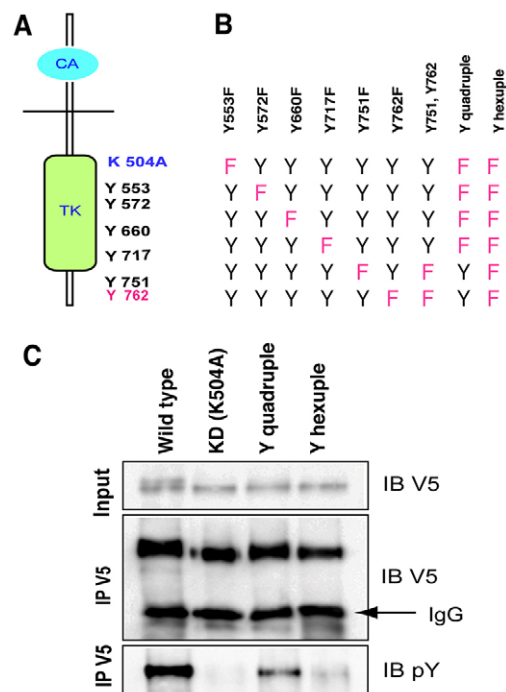 A
CA
K 504A
TK
Y 553
Y 572
Y 660
Y 717
Y 751
Y 762
B
Y553F Y572F Y660F Y717F Y751F Y762F Y751, Y762 Y quadruple Y hexuple
F Y Y Y Y Y Y F F
Y F Y Y Y Y Y F F
Y Y F Y Y Y Y F F
Y Y Y F Y Y Y F F
Y Y Y Y F Y F Y F
Y Y Y Y Y F F Y F
C
Wild type KD (K504A) Y quadruple Y hexuple
Input IB V5
IP V5 IB V5
IgG
IP V5 IB pY